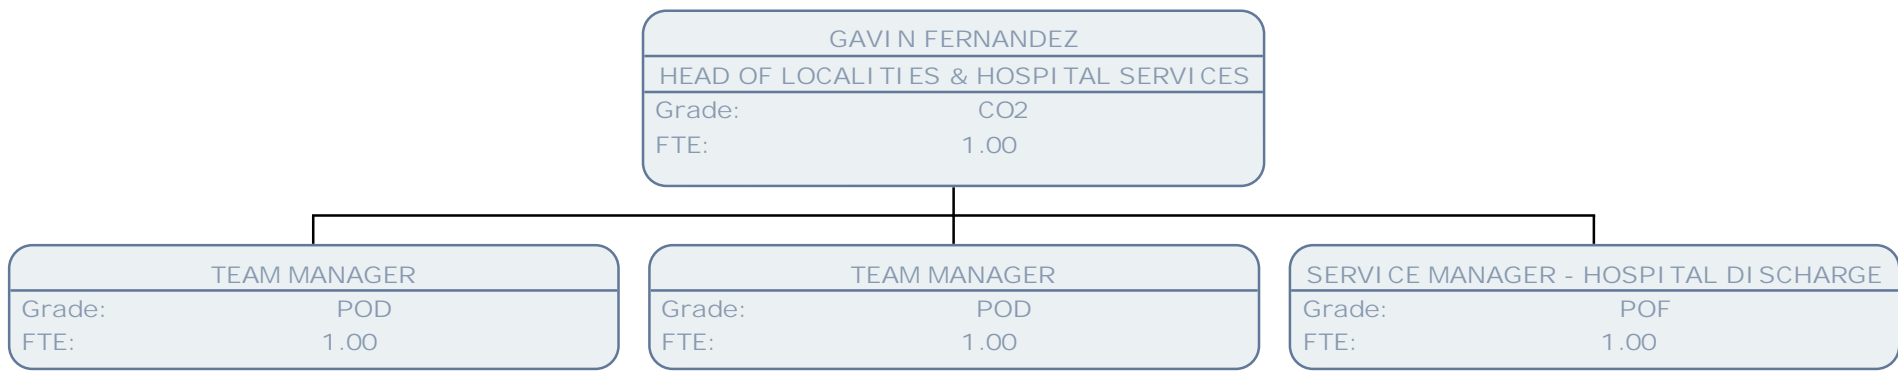 GAVIN FERNANDEZ
HEAD OF LOCALITIES & HOSPITAL SERVICES
Grade: CO2
FTE: 1.00
TEAM MANAGER
Grade: POD
FTE: 1.00
TEAM MANAGER
Grade: POD
FTE: 1.00
SERVICE MANAGER - HOSPITAL DISCHARGE
Grade: POF
FTE: 1.00